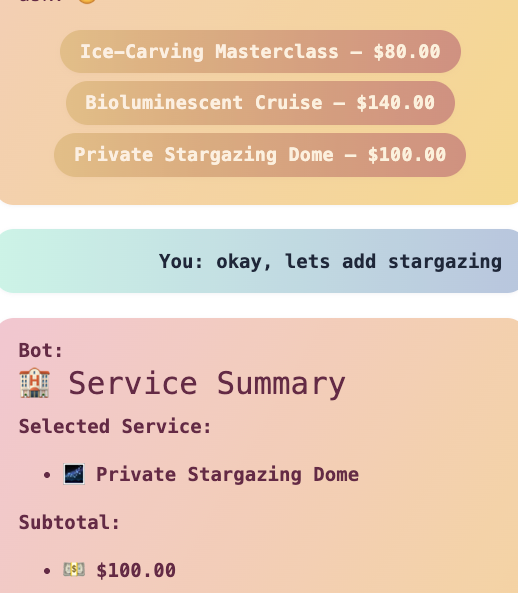 Ice–Carving Masterclass – $80.00
Bioluminescent Cruise – $140.00
Private Stargazing Dome – $100.00
You: okay, lets add stargazing
Bot:
🏨 Service Summary
Selected Service:
• 🌌 Private Stargazing Dome
Subtotal:
• 💵 $100.00